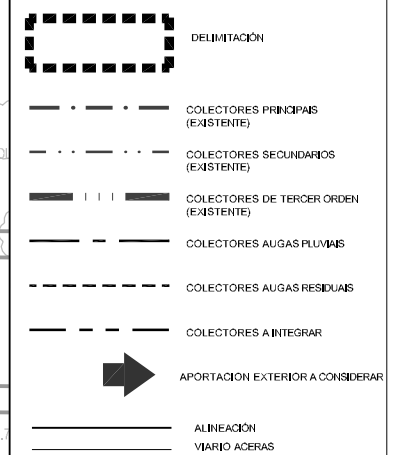 DELIMITACIÓN
COLECTORES PRINCIPAIS
(EXISTENTE)
COLECTORES SECUNDARIOS
(EXISTENTE)
COLECTORES DE TERCER ORDEN
(EXISTENTE)
COLECTORES AUGAS PLUVIAIS
COLECTORES AUGAS RESIDUAIS
COLECTORES A INTEGRAR
APORTACION EXTERIOR A CONSIDERAR
ALINEACIÓN
VIARIO ACERAS